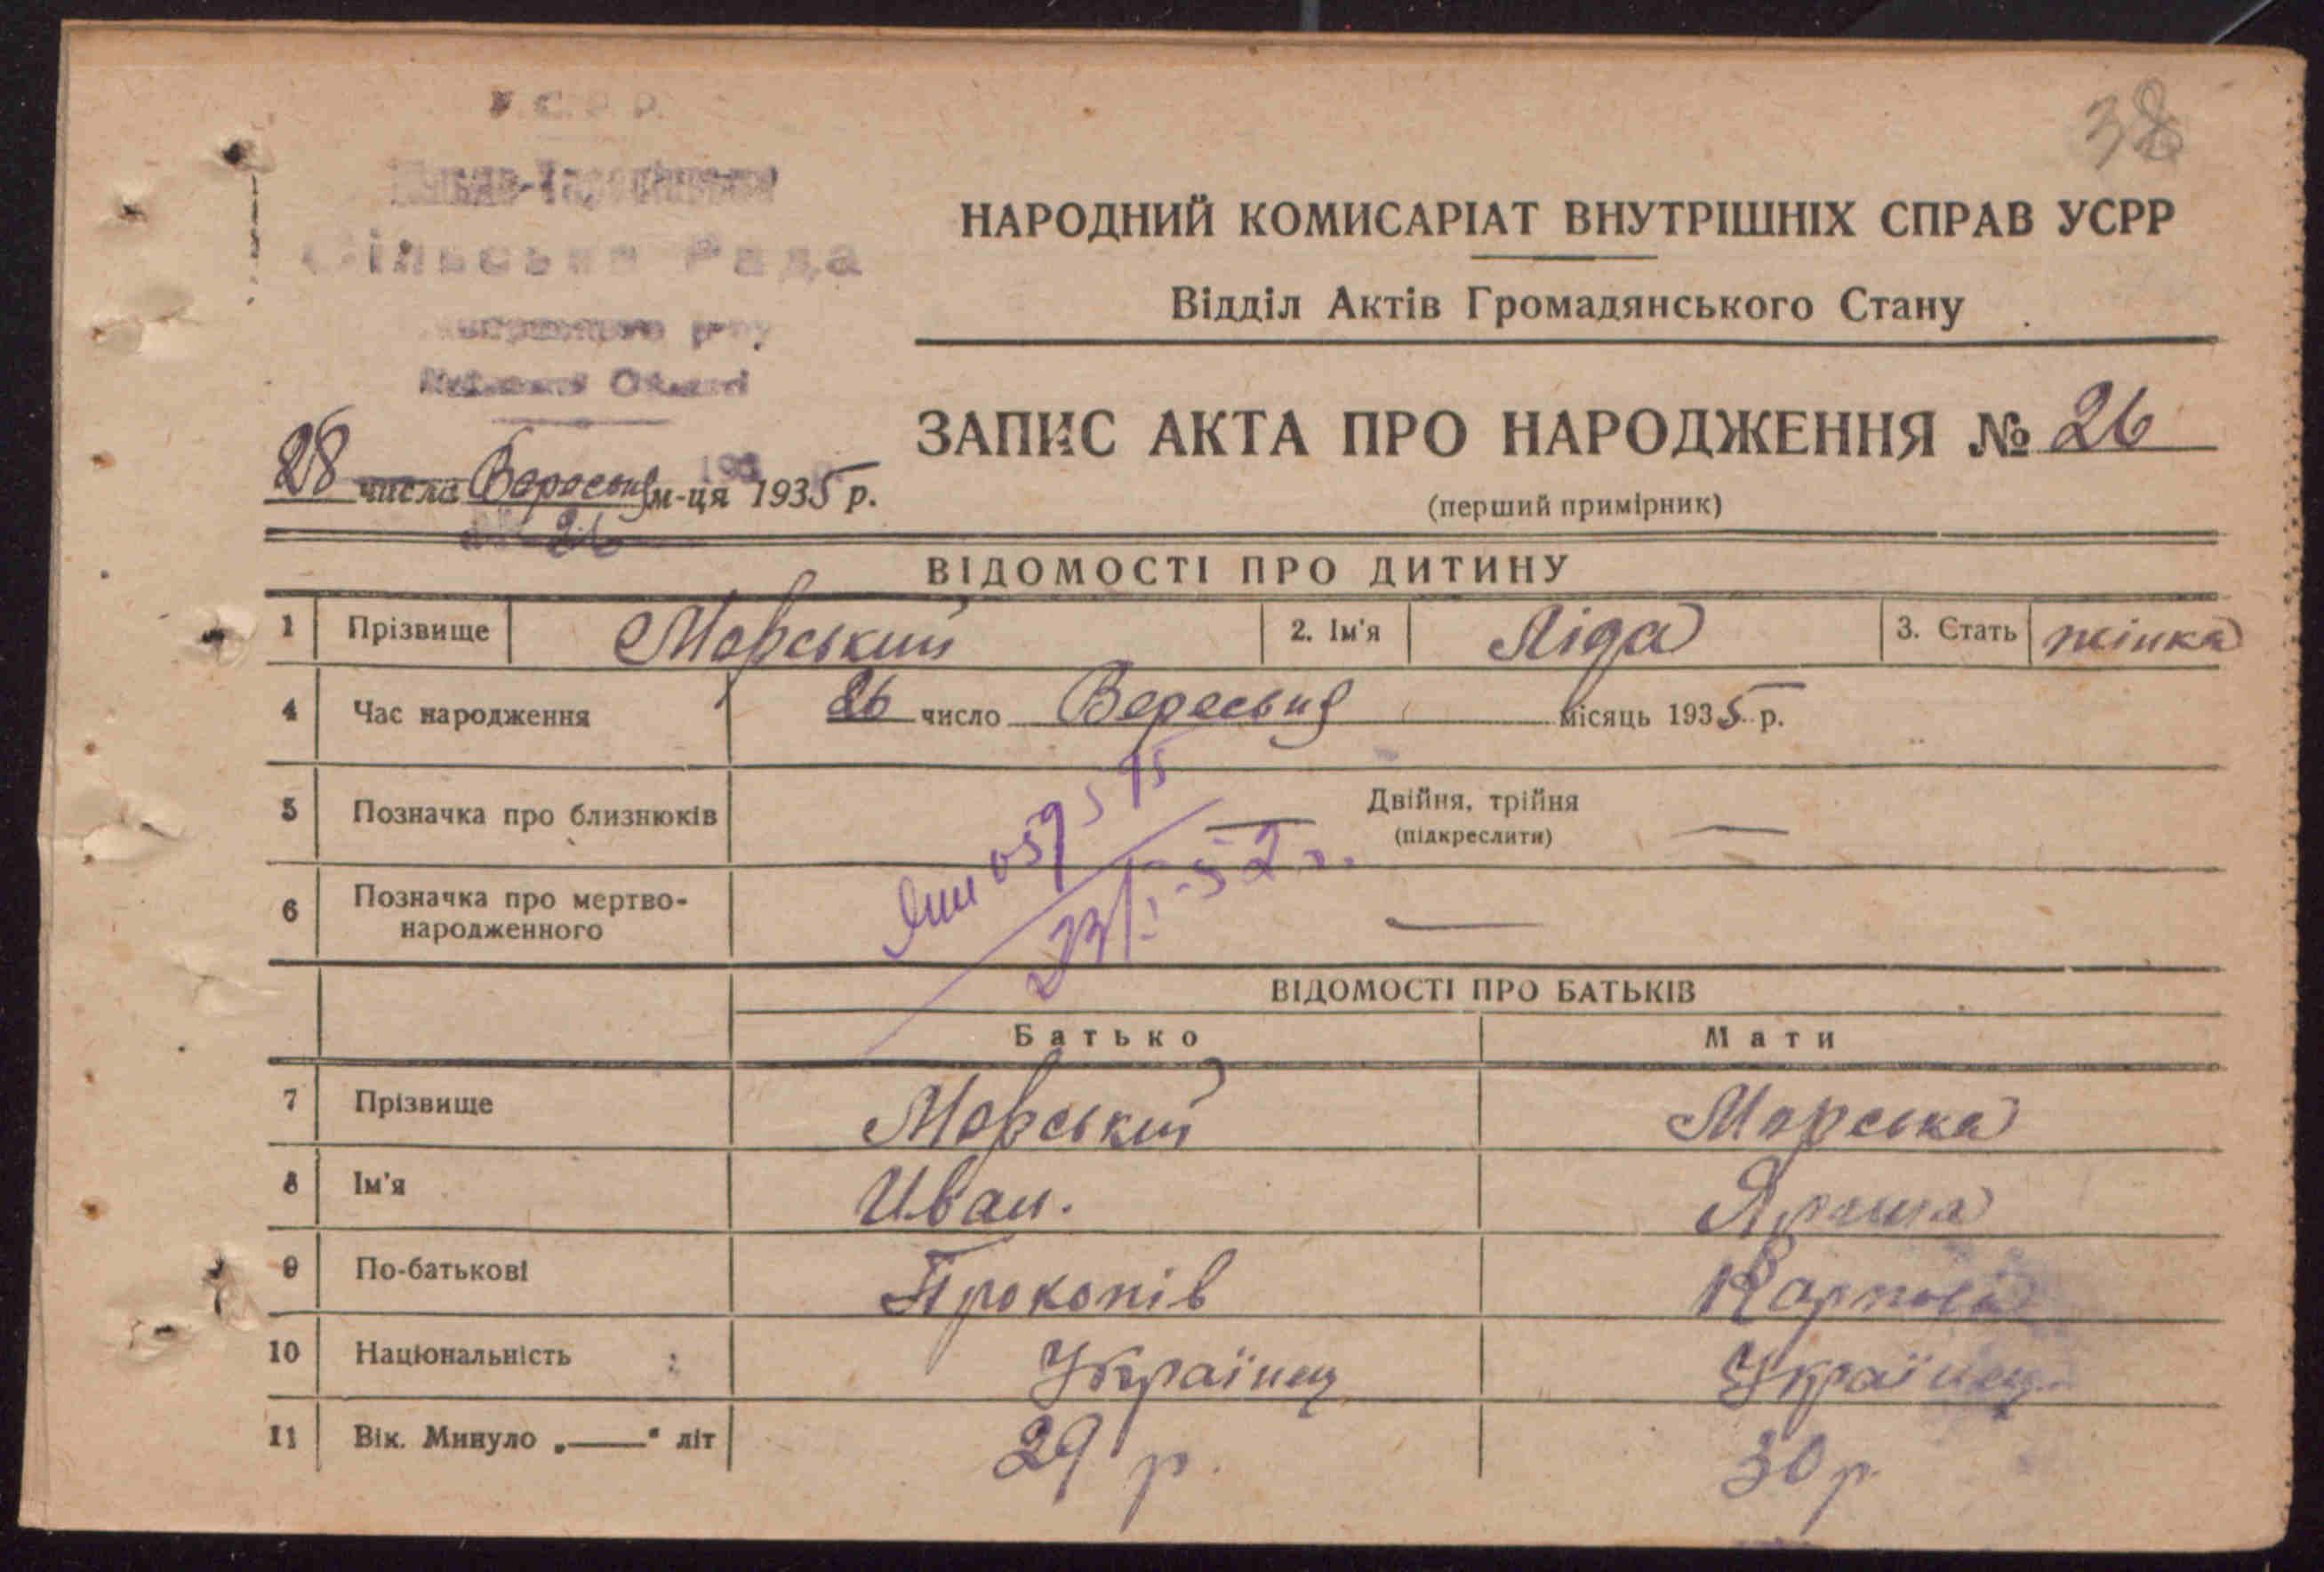 38
У.С.Р.Р.
Сільська Рада
Області
НАРОДНИЙ КОМИСАРІАТ ВНУТРІШНІХ СПРАВ УСРР
Відділ Актів Громадянського Стану
ЗАПИС АКТА ПРО НАРОДЖЕННЯ № 26
(перший примірник)
28 числа Вересня м-ця 1935 р.
26
ВІДОМОСТІ ПРО ДИТИНУ
1 Прізвище Морський 2. Ім'я Ліда 3. Стать жінка
4 Час народження 26 число Вересня місяць 1935 р.
5 Позначка про близнюків Двійня, трійня
(підкреслити)
6 Позначка про мертво-
народженного
ВІДОМОСТІ ПРО БАТЬКІВ
Батько Мати
7 Прізвище Морський Морська
8 Ім'я Иван.
9 По-батькові Прокопів
10 Національність Українец Українец
11 Вік. Минуло „——“ літ 29 р. 30 р